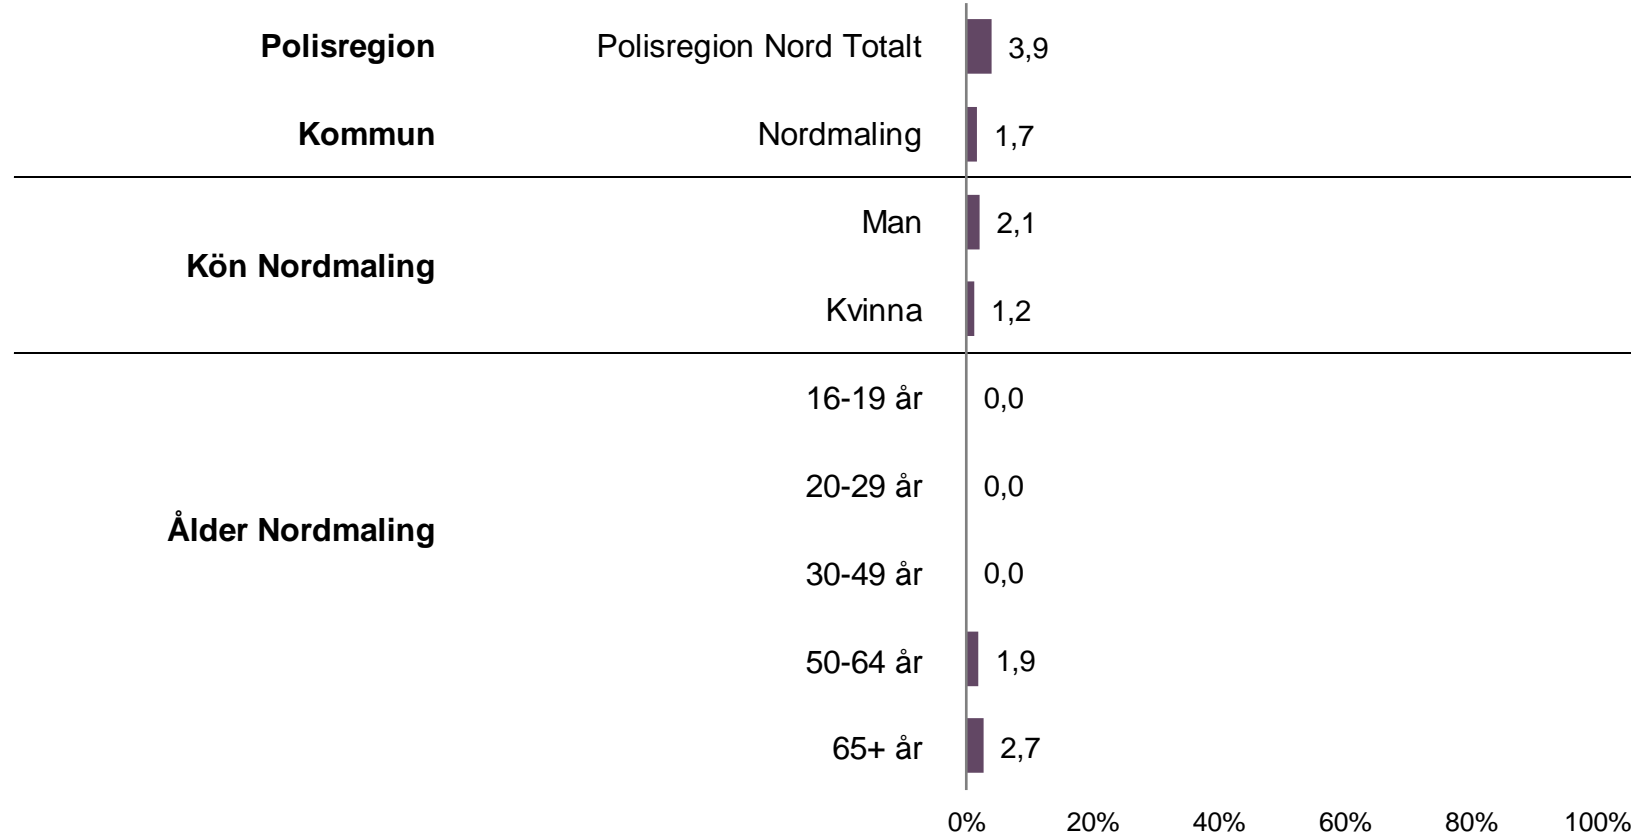 Polisregion Polisregion Nord Totalt 3,9
Kommun Nordmaling 1,7
Man 2,1
Kön Nordmaling
Kvinna 1,2
16-19 år 0,0
20-29 år 0,0
Ålder Nordmaling
30-49 år 0,0
50-64 år 1,9
65+ år 2,7
0% 20% 40% 60% 80% 100%